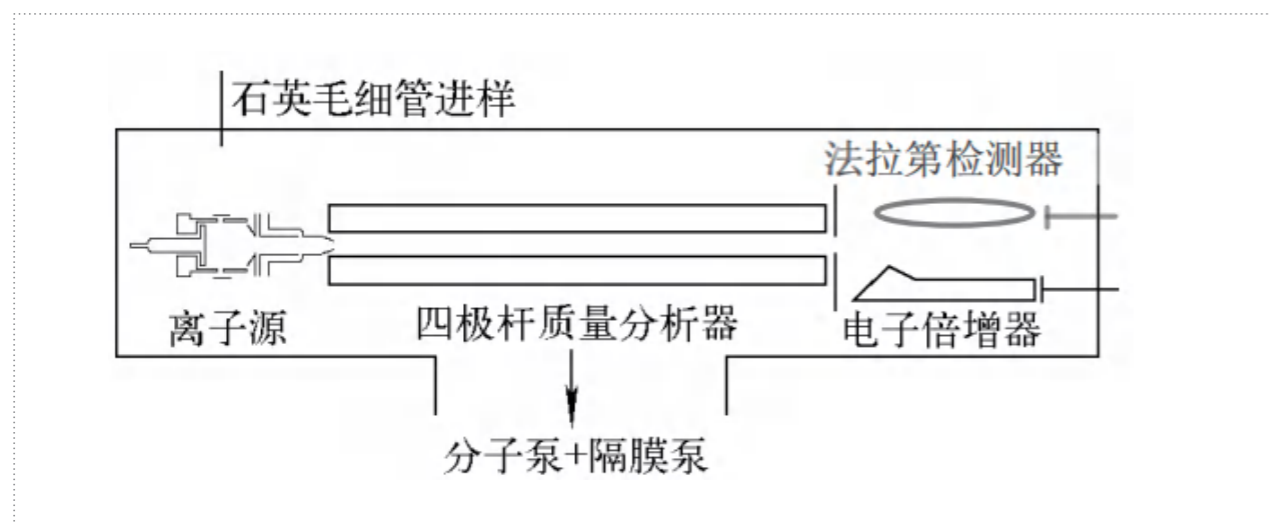 石英毛细管进样
法拉第检测器
离子源
四极杆质量分析器
电子倍增器
分子泵+隔膜泵